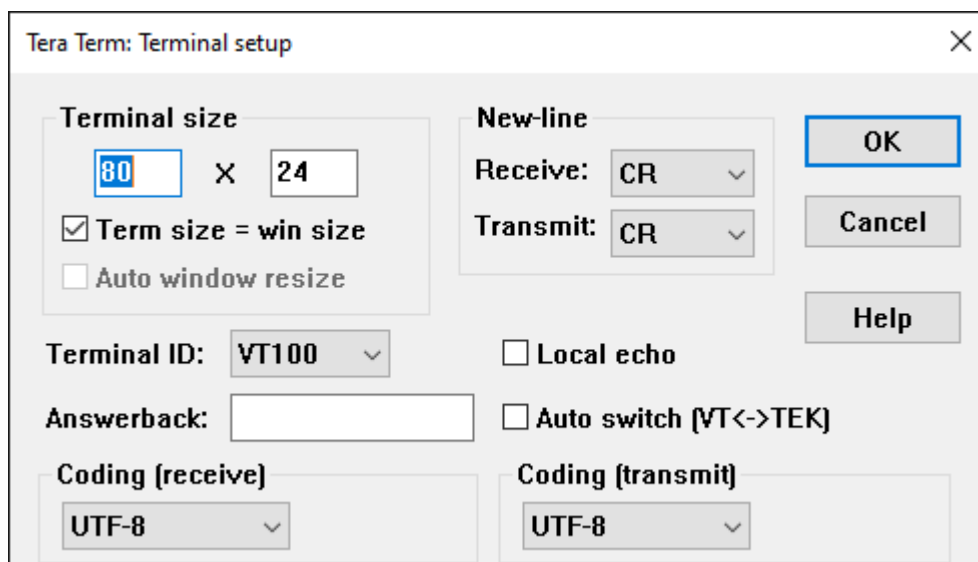 Tera Term: Terminal setup
Terminal size
80 X 24
Term size = win size
Auto window resize
New-line
Receive: CR
Transmit: CR
OK
Cancel
Help
Terminal ID: VT100
Local echo
Answerback:
Auto switch (VT<->TEK)
Coding (receive)
UTF-8
Coding (transmit)
UTF-8